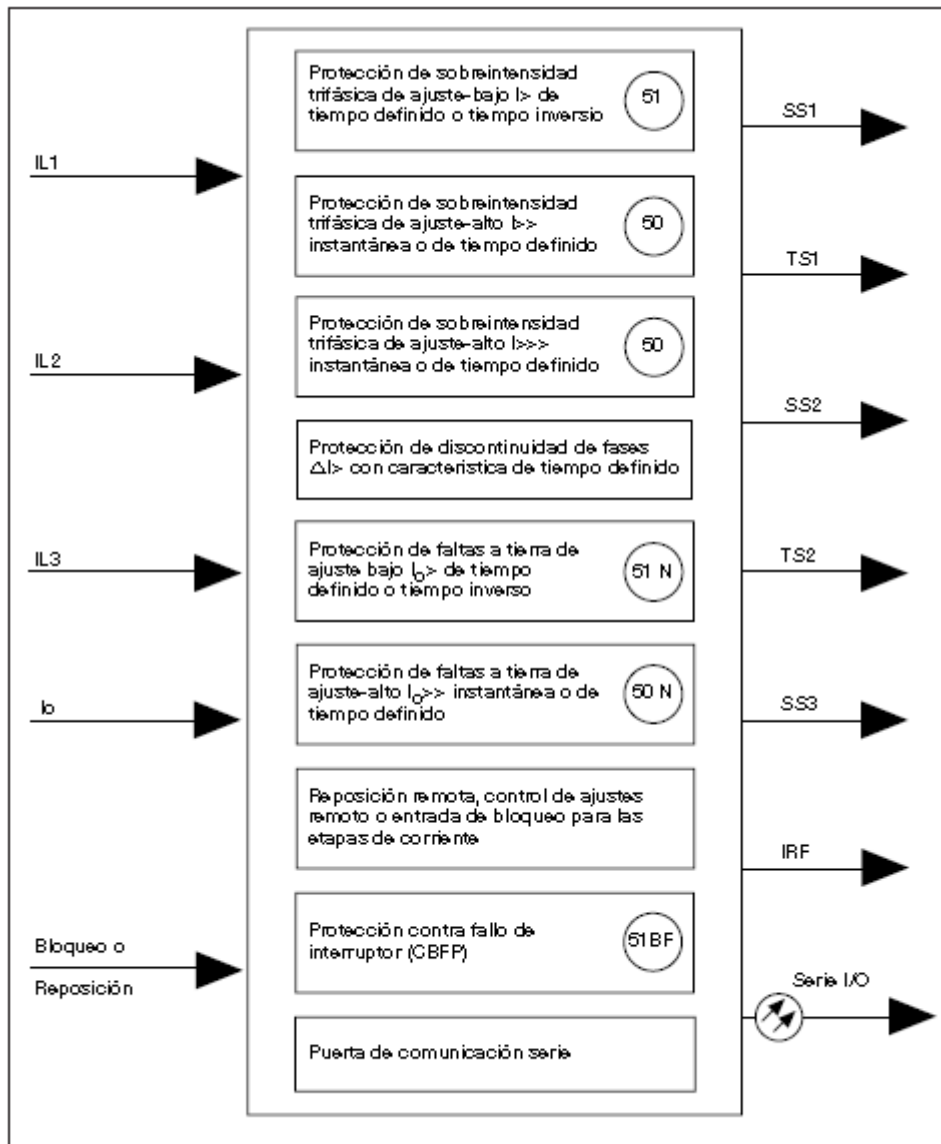 Protección de sobreintensidad
trifásica de ajuste-bajo I> de
tiempo definido o tiempo inversio
51
Protección de sobreintensidad
trifásica de ajuste-alto I>>
instantánea o de tiempo definido
50
Protección de sobreintensidad
trifásica de ajuste-alto I>>>
instantánea o de tiempo definido
50
Protección de discontinuidad de fases
ΔI> con caracteristica de tiempo definido
Protección de faltas a tierra de
ajuste bajo Io> de tiempo
definido o tiempo inverso
51 N
Protección de faltas a tierra de
ajuste-alto Io>> instantánea o de
tiempo definido
50 N
Reposición remota, control de ajustes
remoto o entrada de bloqueo para las
etapas de corriente
Protección contra fallo de
interruptor (CBFP)
51BF
Puerta de comunicación serie
IL1
IL2
IL3
Io
Bloqueo o
Reposición
SS1
TS1
SS2
TS2
SS3
IRF
Serie I/O